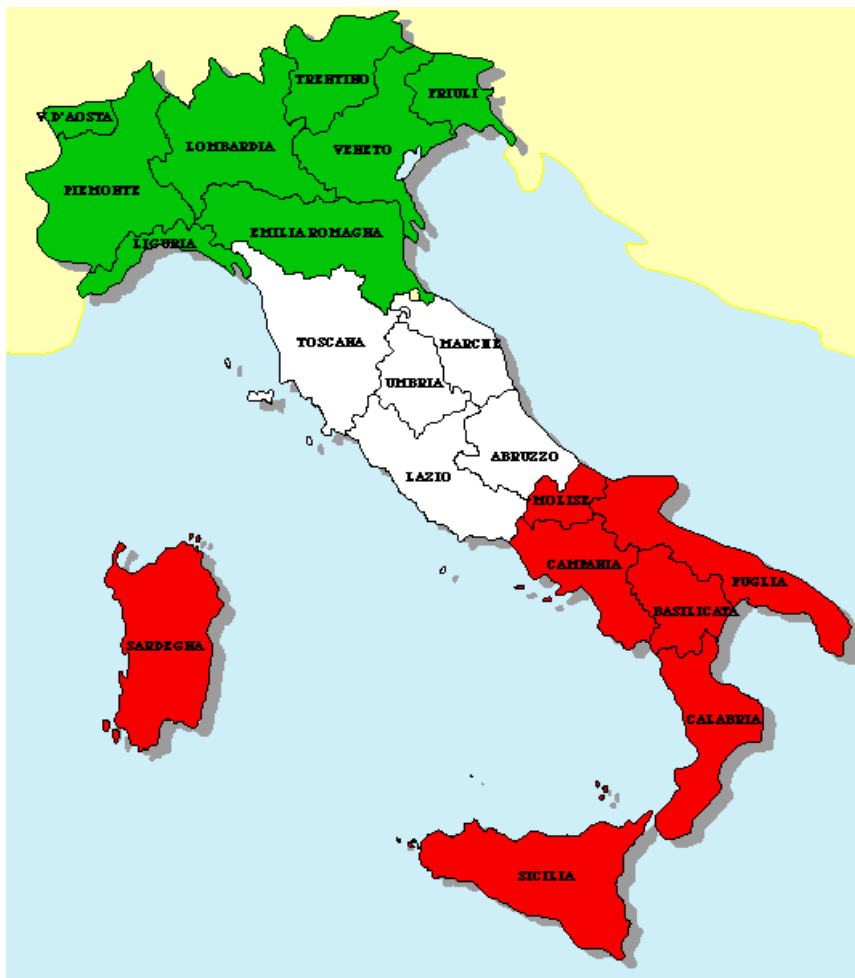 TRENTINO
FRIULI
V.D'AOSTA
LOMBARDIA
VENETO
PIEMONTE
EMILIA ROMAGNA
LIGURIA
TOSCANA
MARCHE
UMBRIA
ABRUZZO
LAZIO
MOLISE
CAMPANIA
PUGLIA
BASILICATA
SARDEGNA
CALABRIA
SICILIA